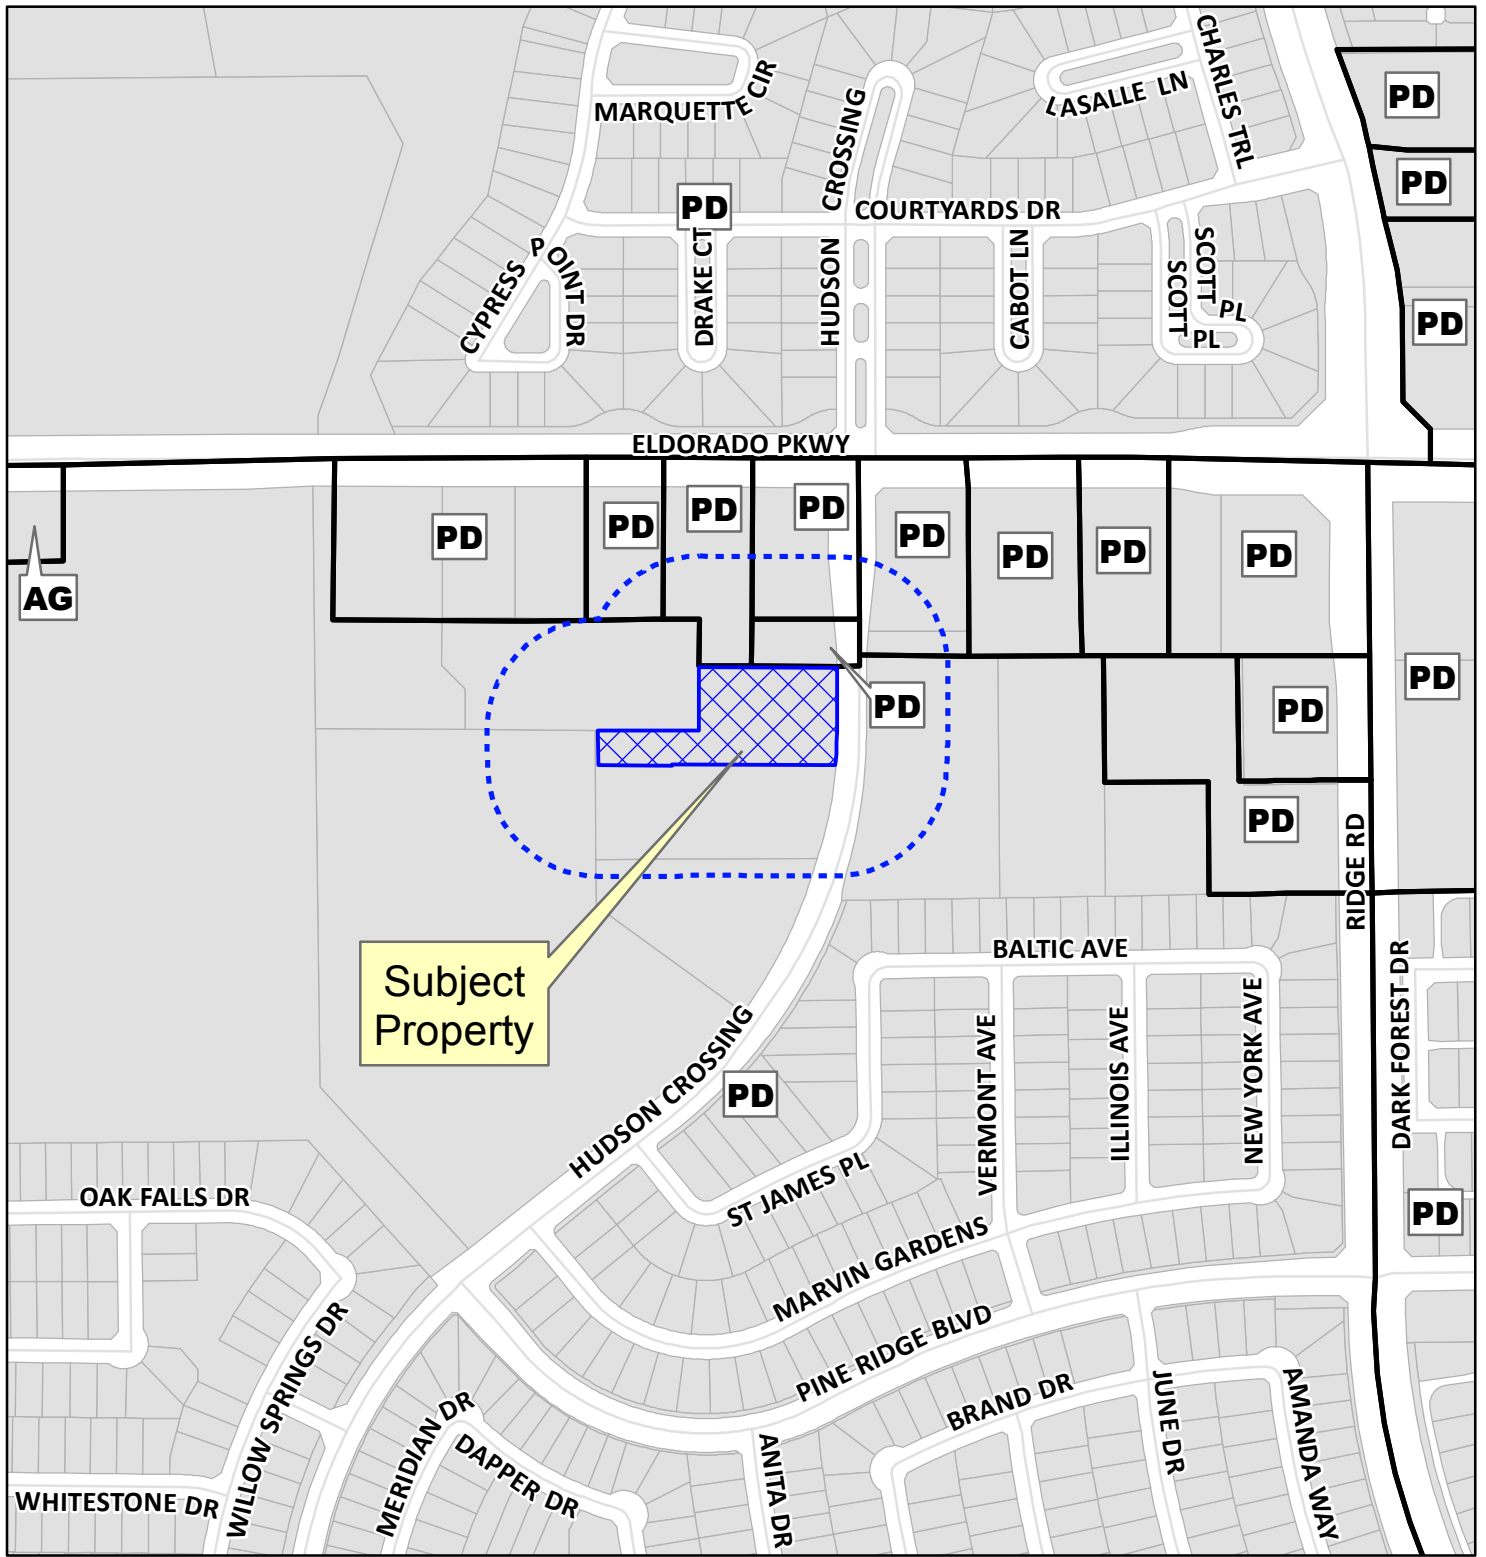 CHARLES TRL
MARQUETTE CIR
LASALLE LN
PD
CROSSING
PD
PD
COURTYARDS DR
CYPRESS POINT DR
DRAKE CT
HUDSON
CABOT LN
SCOTT PL
SCOTT PL
PD
ELDORADO PKWY
PD
PD
PD
PD
PD
PD
PD
PD
AG
PD
PD
PD
PD
RIDGE RD
BALTIC AVE
Subject
Property
DARK FOREST DR
HUDSON CROSSING
VERMONT AVE
ILLINOIS AVE
NEW YORK AVE
PD
ST JAMES PL
OAK FALLS DR
PD
MARVIN GARDENS
PINE RIDGE BLVD
WILLOW SPRINGS DR
BRAND DR
JUNE DR
AMANDA WAY
MERIDIAN DR
DAPPER DR
ANITA DR
WHITESTONE DR